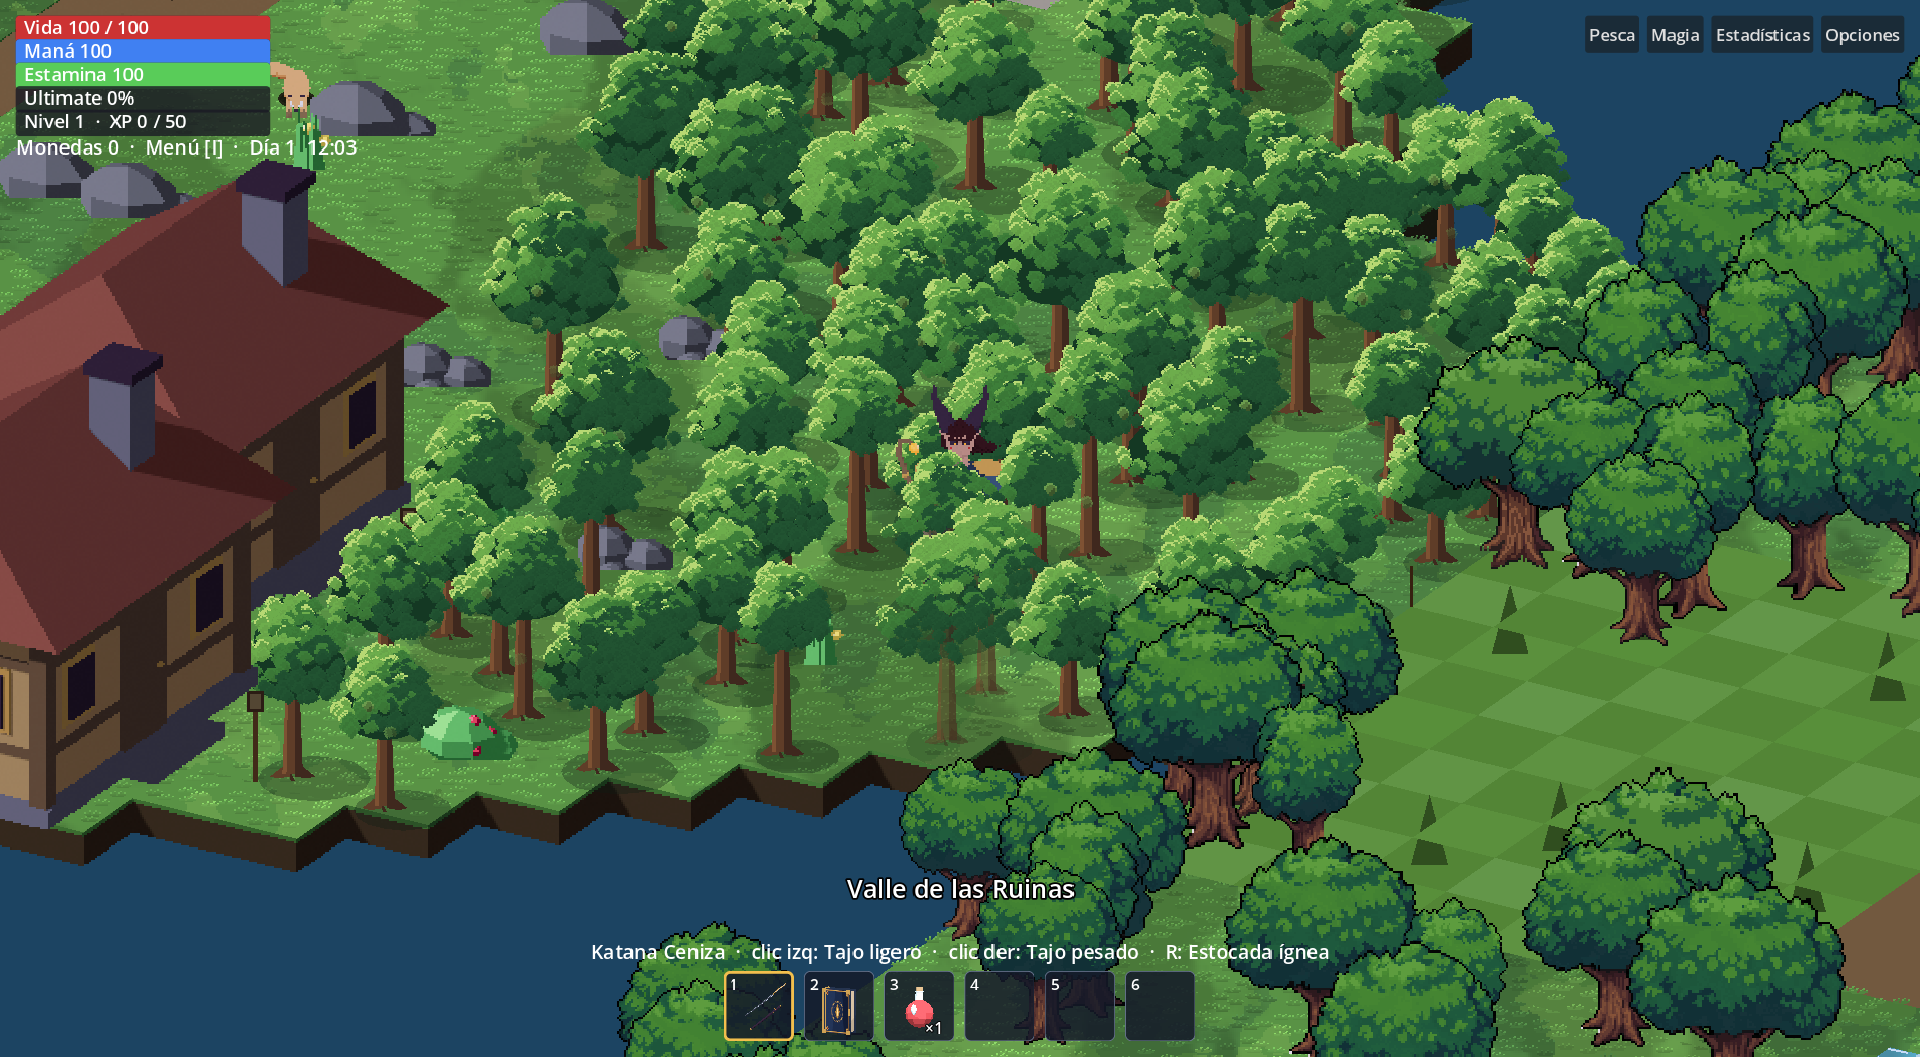 Vida 100 / 100
Maná 100
Estamina 100
Ultimate 0%
Nivel 1 · XP 0 / 50
Monedas 0 · Menú [I] · Día 1 12:03
Pesca
Magia
Estadísticas
Opciones
Valle de las Ruinas
Katana Ceniza · clic izq: Tajo ligero · clic der: Tajo pesado · R: Estocada ígnea
1
2
3
×1
4
5
6